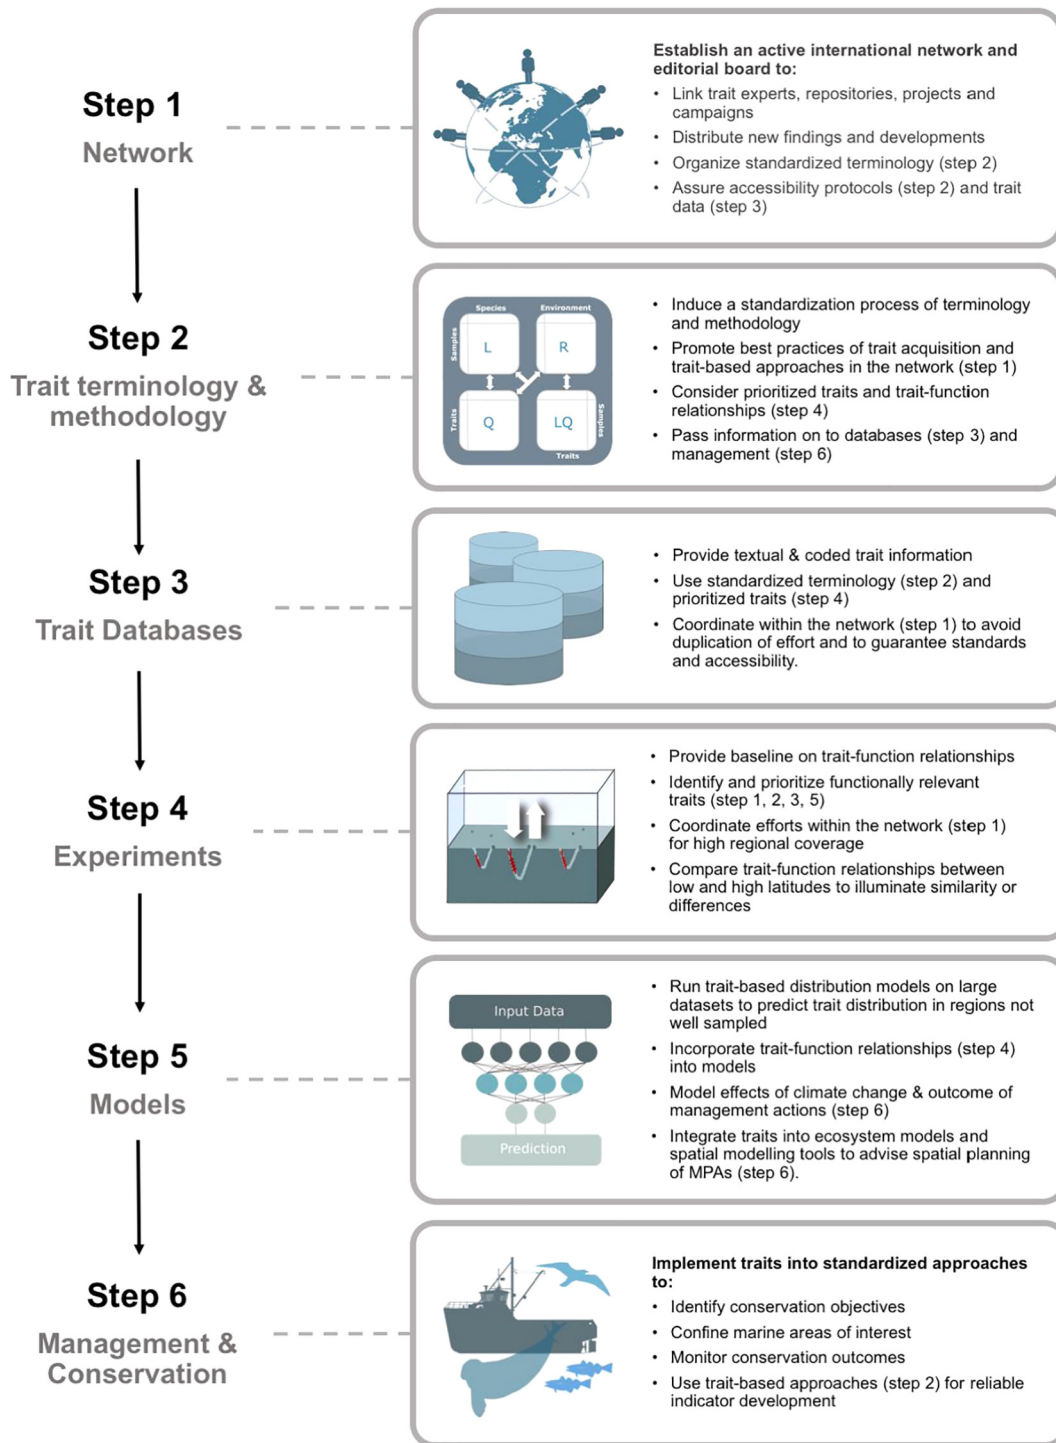 Step 1
Network
Establish an active international network and
editorial board to:
• Link trait experts, repositories, projects and
campaigns
• Distribute new findings and developments
• Organize standardized terminology (step 2)
• Assure accessibility protocols (step 2) and trait
data (step 3)
Step 2
Trait terminology &
methodology
Species
Environment
Samples
L
R
Traits
Q
LQ
Samples
Traits
• Induce a standardization process of terminology
and methodology
• Promote best practices of trait acquisition and
trait-based approaches in the network (step 1)
• Consider prioritized traits and trait-function
relationships (step 4)
• Pass information on to databases (step 3) and
management (step 6)
Step 3
Trait Databases
• Provide textual & coded trait information
• Use standardized terminology (step 2) and
prioritized traits (step 4)
• Coordinate within the network (step 1) to avoid
duplication of effort and to guarantee standards
and accessibility.
Step 4
Experiments
• Provide baseline on trait-function relationships
• Identify and prioritize functionally relevant
traits (step 1, 2, 3, 5)
• Coordinate efforts within the network (step 1)
for high regional coverage
• Compare trait-function relationships between
low and high latitudes to illuminate similarity or
differences
Step 5
Models
Input Data
Prediction
• Run trait-based distribution models on large
datasets to predict trait distribution in regions not
well sampled
• Incorporate trait-function relationships (step 4)
into models
• Model effects of climate change & outcome of
management actions (step 6)
• Integrate traits into ecosystem models and
spatial modelling tools to advise spatial planning
of MPAs (step 6).
Step 6
Management &
Conservation
Implement traits into standardized approaches
to:
• Identify conservation objectives
• Confine marine areas of interest
• Monitor conservation outcomes
• Use trait-based approaches (step 2) for reliable
indicator development